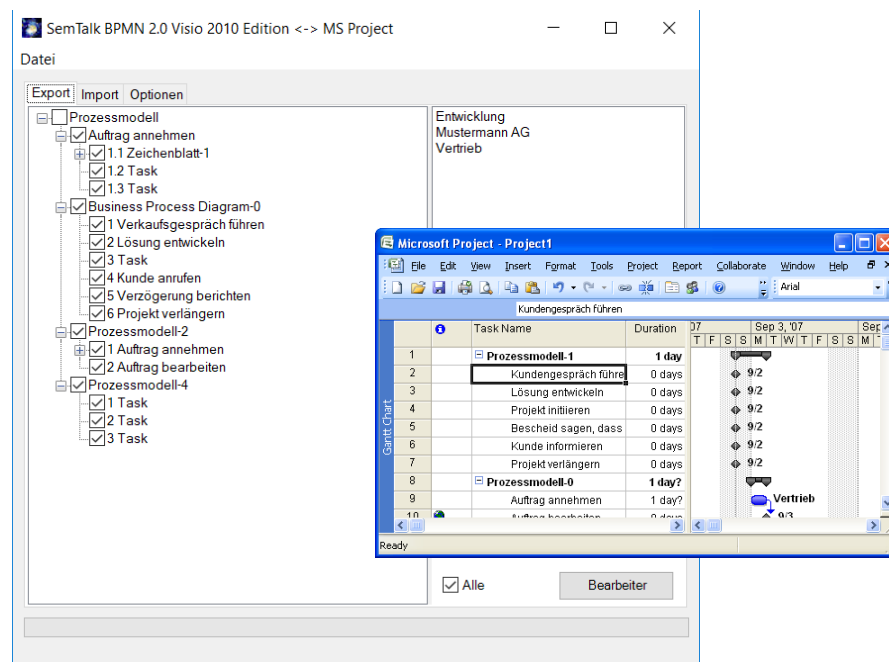 SemTalk BPMN 2.0 Visio 2010 Edition <-> MS Project
Datei
Export Import Optionen
Prozessmodell
Auftrag annehmen
1.1 Zeichenblatt-1
1.2 Task
1.3 Task
Business Process Diagram-0
1 Verkaufsgespräch führen
2 Lösung entwickeln
3 Task
4 Kunde anrufen
5 Verzögerung berichten
6 Projekt verlängern
Prozessmodell-2
1 Auftrag annehmen
2 Auftrag bearbeiten
Prozessmodell-4
1 Task
2 Task
3 Task
Entwicklung
Mustermann AG
Vertrieb
Microsoft Project - Project1
File Edit View Insert Format Tools Project Report Collaborate Window Help
Arial
Kundengespräch führen
Task Name Duration 07 Sep 3, '07 Sep
T F S S M T W T F S S M T
1 Prozessmodell-1 1 day
2 Kundengespräch führe 0 days 9/2
3 Lösung entwickeln 0 days 9/2
4 Projekt initiieren 0 days 9/2
5 Bescheid sagen, dass 0 days 9/2
6 Kunde informieren 0 days 9/2
7 Projekt verlängern 0 days 9/2
8 Prozessmodell-0 1 day?
9 Auftrag annehmen 1 day? Vertrieb
10 Auftrag bearbeiten 0 days 9/3
Gantt Chart
Ready
Alle Bearbeiter